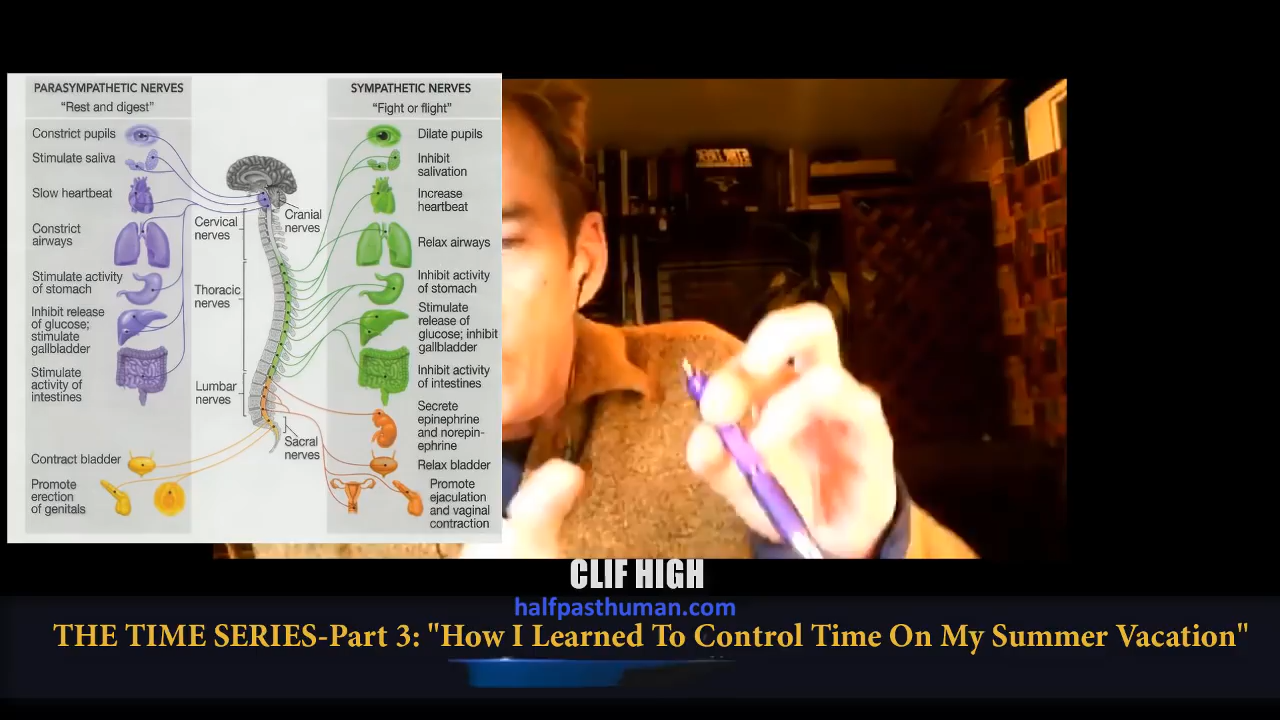 PARASYMPATHETIC NERVES
"Rest and digest"
Constrict pupils
Stimulate saliva
Slow heartbeat
Constrict
airways
Stimulate activity
of stomach
Inhibit release
of glucose;
stimulate
gallbladder
Stimulate
activity of
intestines
Contract bladder
Promote
erection
of genitals
Cervical
nerves
Thoracic
nerves
Lumbar
nerves
Cranial
nerves
Sacral
nerves
SYMPATHETIC NERVES
"Fight or flight"
Dilate pupils
Inhibit
salivation
Increase
heartbeat
Relax airways
Inhibit activity
of stomach
Stimulate
release of
glucose; inhibit
gallbladder
Inhibit activity
of intestines
Secrete
epinephrine
and norepin-
ephrine
Relax bladder
Promote
ejaculation
and vaginal
contraction
STAR TREK
CLIF HIGH
halfpasthuman.com
THE TIME SERIES-Part 3: "How I Learned To Control Time On My Summer Vacation"